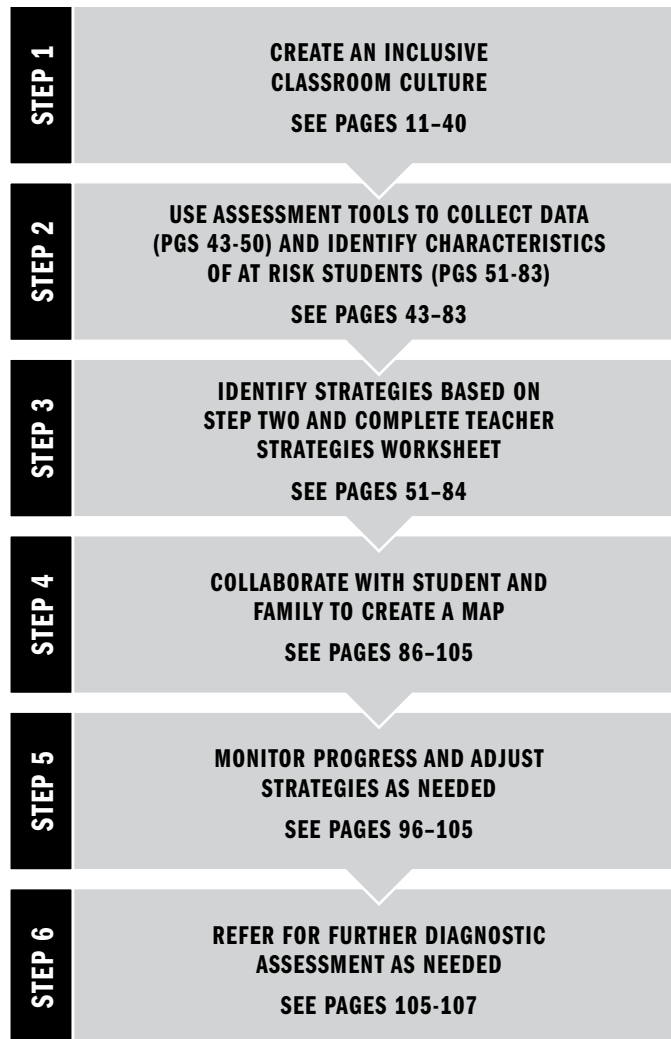 STEP 1
CREATE AN INCLUSIVE
CLASSROOM CULTURE
SEE PAGES 11–40
STEP 2
USE ASSESSMENT TOOLS TO COLLECT DATA
(PGS 43-50) AND IDENTIFY CHARACTERISTICS
OF AT RISK STUDENTS (PGS 51-83)
SEE PAGES 43–83
STEP 3
IDENTIFY STRATEGIES BASED ON
STEP TWO AND COMPLETE TEACHER
STRATEGIES WORKSHEET
SEE PAGES 51–84
STEP 4
COLLABORATE WITH STUDENT AND
FAMILY TO CREATE A MAP
SEE PAGES 86–105
STEP 5
MONITOR PROGRESS AND ADJUST
STRATEGIES AS NEEDED
SEE PAGES 96–105
STEP 6
REFER FOR FURTHER DIAGNOSTIC
ASSESSMENT AS NEEDED
SEE PAGES 105-107